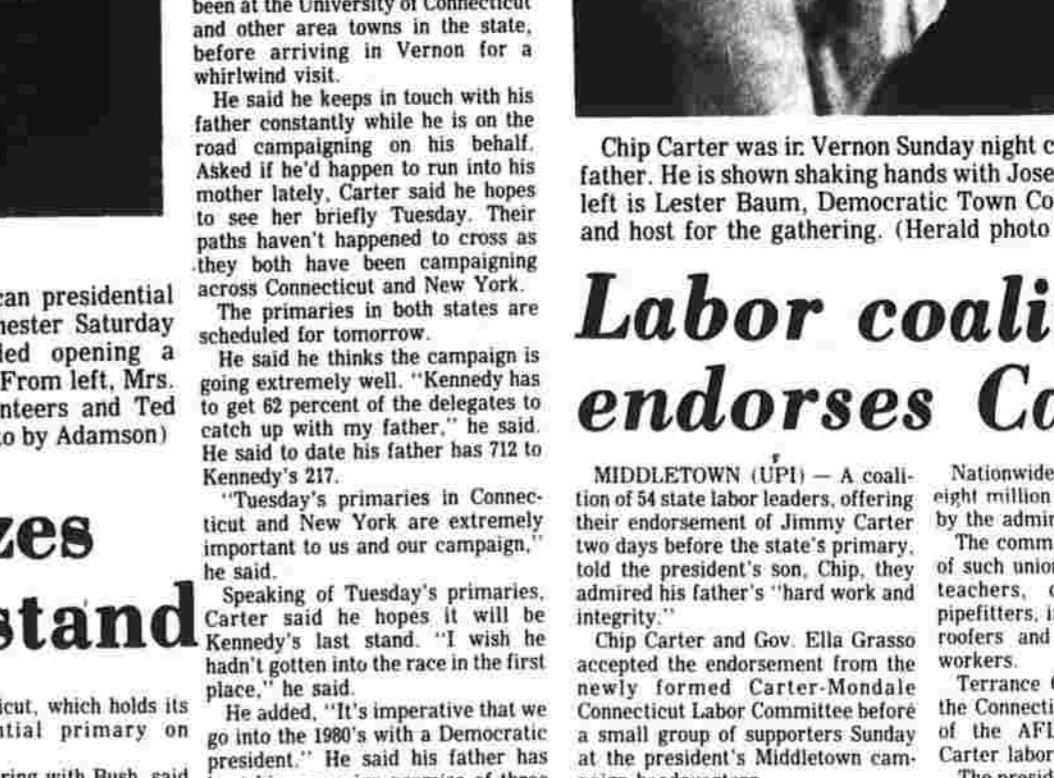 can presidential
Saturday
opening a
From left, Mrs.
and Ted
by Adamson)
stand
which holds its
primary on
with Bush, said
been at the University of Connecticut
and other area towns in the state,
before arriving in Vernon for a
whirlwind visit.
He said he keeps in touch with his
father constantly while he is on the
road campaigning on his behalf.
Asked if he'd happen to run into his
mother lately, Carter said he hopes
to see her briefly Tuesday. Their
paths haven't happened to cross as
they both have been campaigning
across Connecticut and New York.
The primaries in both states are
scheduled for tomorrow.
He said he thinks the campaign is
going extremely well. "Kennedy has
to get 62 percent of the delegates to
catch up with my father," he said.
He said to date his father has 712 to
Kennedy's 217.
"Tuesday's primaries in Connec-
ticut and New York are extremely
important to us and our campaign,"
he said.
Speaking of Tuesday's primaries,
Carter said he hopes it will be
Kennedy's last stand. "I wish he
hadn't gotten into the race in the first
place," he said.
He added, "It's imperative that we
go into the 1980's with a Democratic
president." He said his father has
Chip Carter was in Vernon Sunday night
father. He is shown shaking hands with
left is Lester Baum, Democratic Town
and host for the gathering. (Herald photo
Labor coali
endorses
MIDDLETOWN (UPI) — A coali-
tion of 54 state labor leaders, offering
their endorsement of Jimmy Carter
two days before the state's primary,
told the president's son, Chip, they
admired his father's "hard work and
integrity."
Chip Carter and Gov. Ella Grasso
accepted the endorsement from the
newly formed Carter-Mondale
Connecticut Labor Committee before
a small group of supporters Sunday
at the president's Middletown cam-
Nationwide
eight million
by the
The
of such
teachers,
pipefitters,
roofers and
workers.
Terrance
the
of the
Carter labor